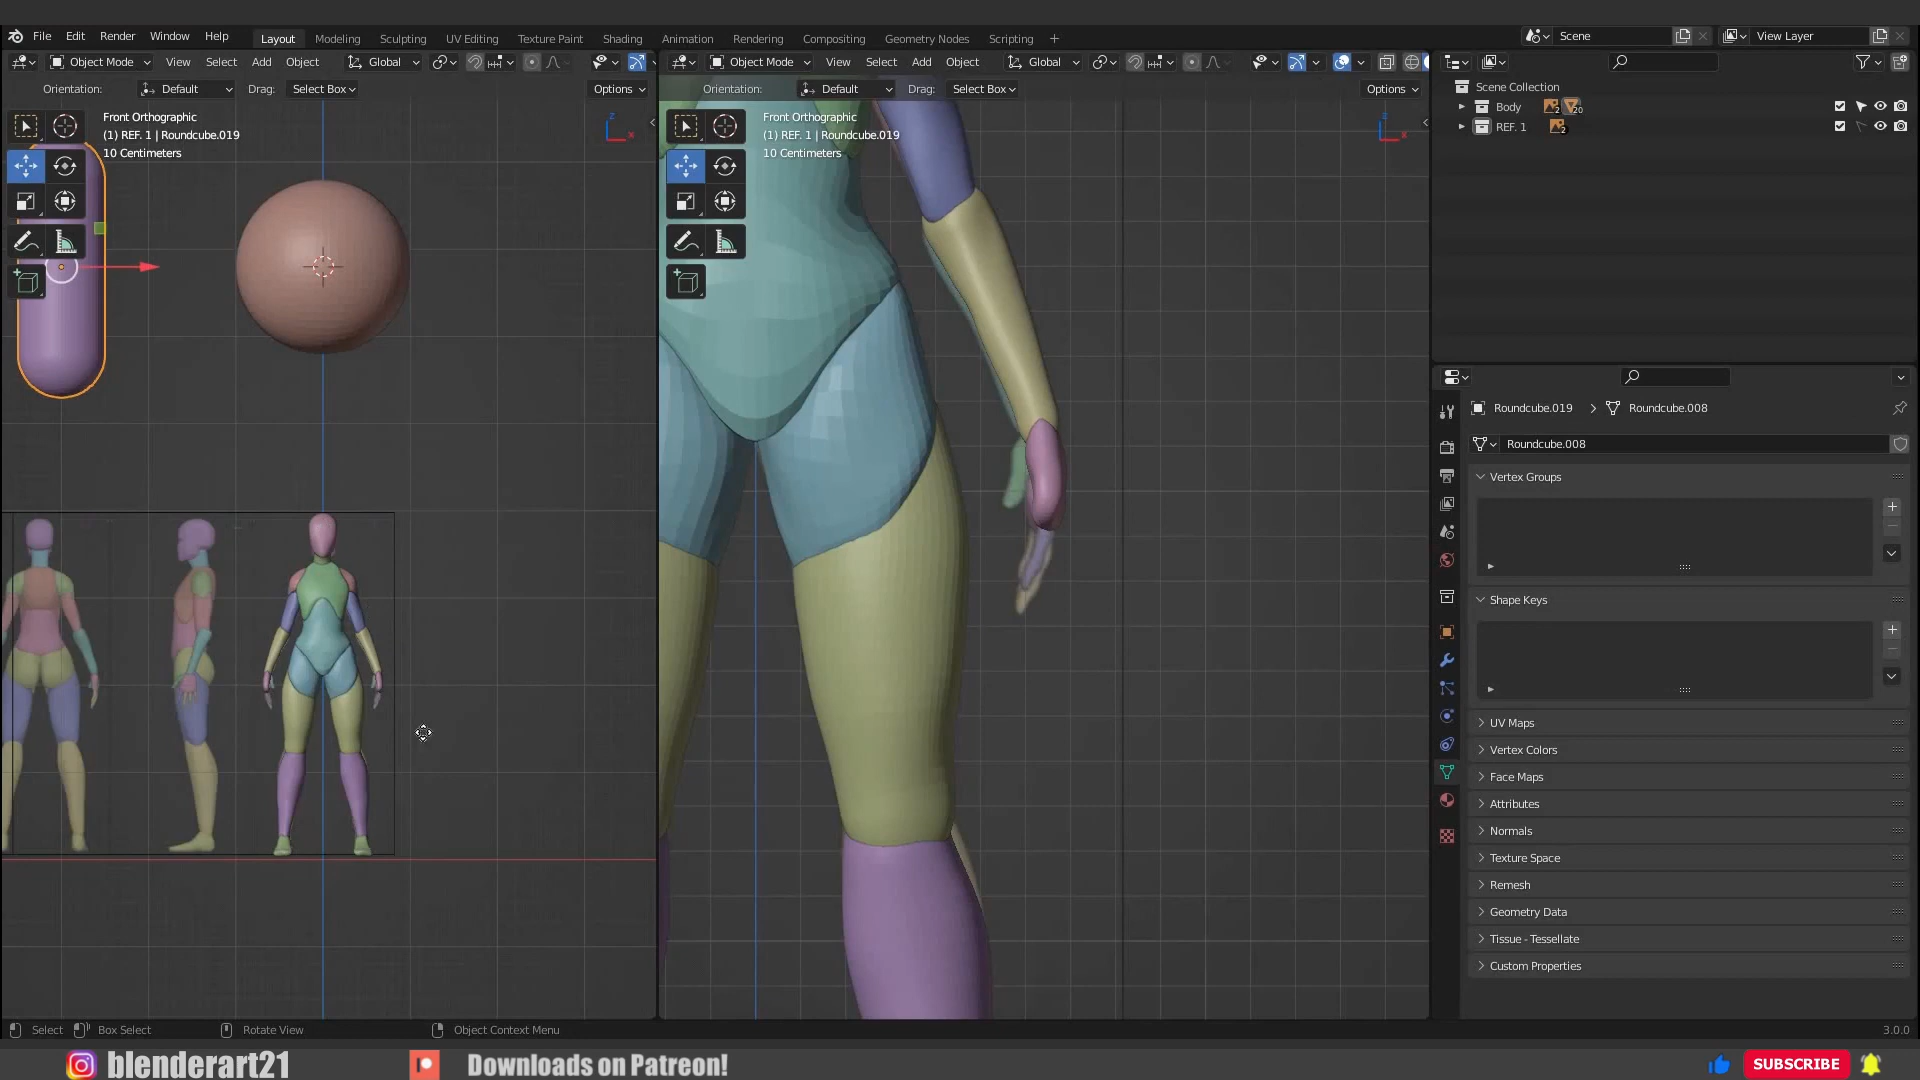 File Edit Render Window Help Layout Modeling Sculpting UV Editing Texture Paint Shading Animation Rendering Compositing Geometry Nodes Scripting + Scene View Layer
Object Mode View Select Add Object Global Object Mode View Select Add Object Global
Orientation: Default Drag: Select Box Options Orientation: Default Drag: Select Box Options
Front Orthographic
(1) REF. 1 | Roundcube.019
10 Centimeters
Z
X
Front Orthographic
(1) REF. 1 | Roundcube.019
10 Centimeters
Z
X
Scene Collection
Body 2 20
REF. 1 2
Roundcube.019 > Roundcube.008
Roundcube.008
Vertex Groups
Shape Keys
UV Maps
Vertex Colors
Face Maps
Attributes
Normals
Texture Space
Remesh
Geometry Data
Tissue - Tessellate
Custom Properties
Select Box Select Rotate View Object Context Menu 3.0.0
blenderart21 Downloads on Patreon! SUBSCRIBE